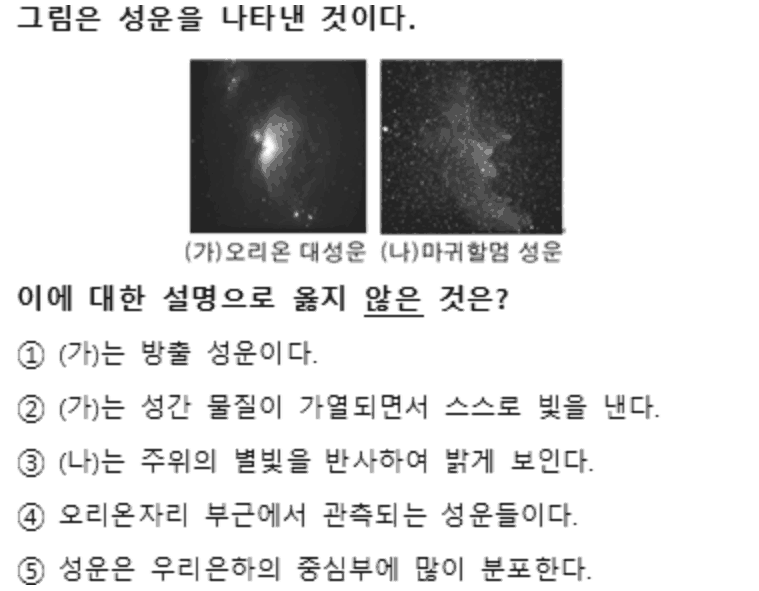 그림은 성운을 나타낸 것이다.
(가)오리온 대성운 (나)마귀할멈 성운
이에 대한 설명으로 옳지 않은 것은?
① (가)는 방출 성운이다.
② (가)는 성간 물질이 가열되면서 스스로 빛을 낸다.
③ (나)는 주위의 별빛을 반사하여 밝게 보인다.
④ 오리온자리 부근에서 관측되는 성운들이다.
⑤ 성운은 우리은하의 중심부에 많이 분포한다.